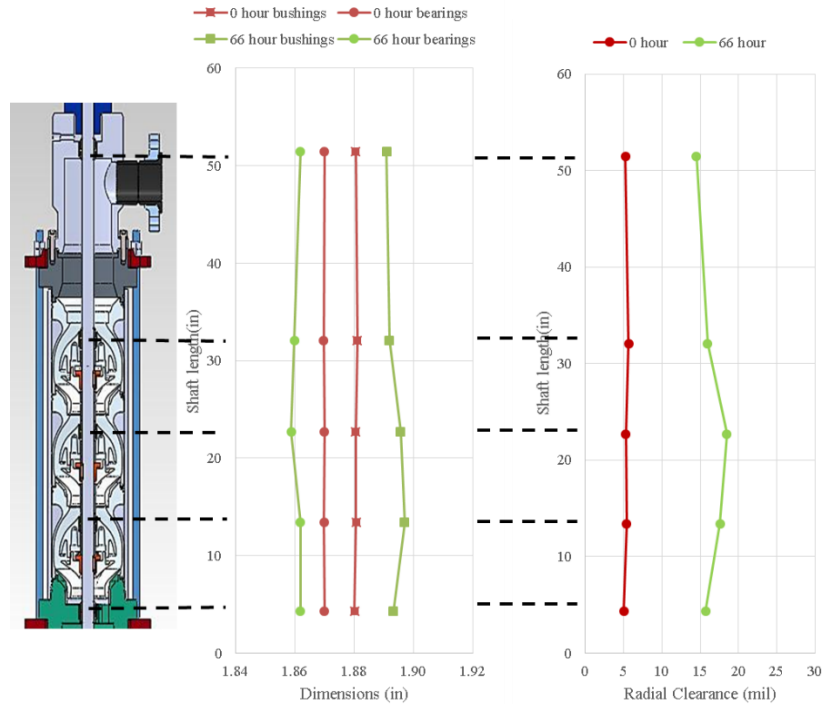 0 hour bushings 0 hour bearings
66 hour bushings 66 hour bearings
60
50
40
30
20
10
0
Shaft length(in)
1.84 1.86 1.88 1.90 1.92
Dimensions (in)
0 hour 66 hour
60
50
40
30
20
10
0
Shaft length(in)
0 5 10 15 20 25 30
Radial Clearance (mil)